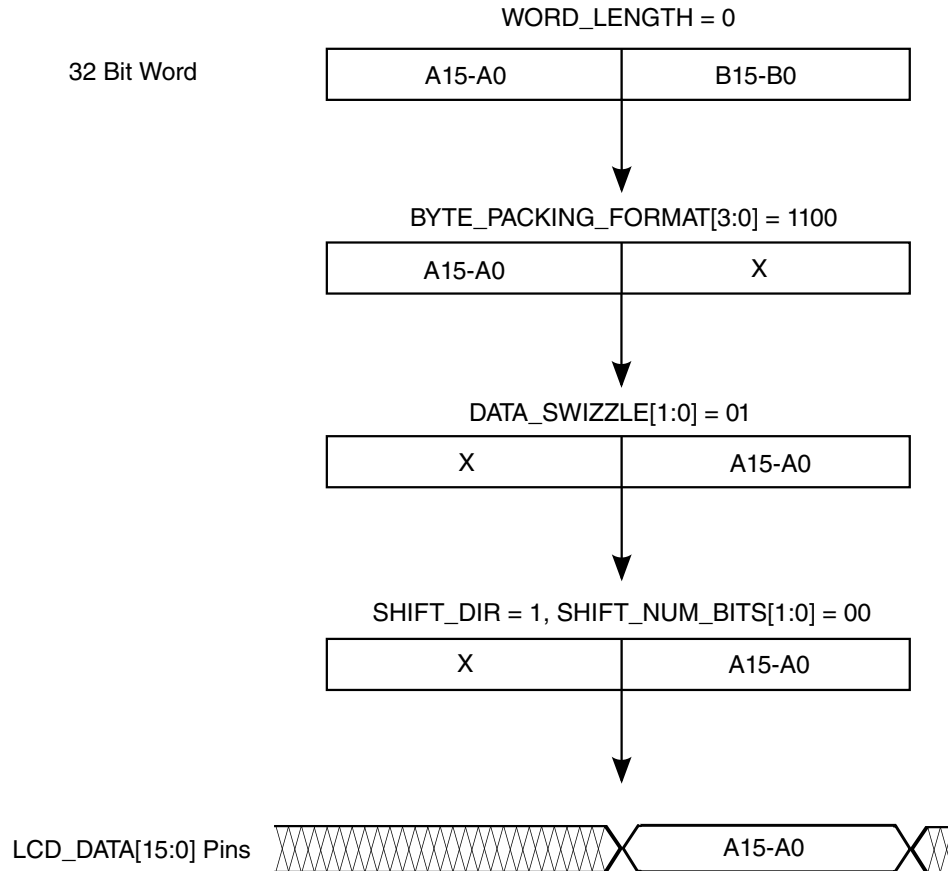 WORD_LENGTH = 0
32 Bit Word
A15-A0 B15-B0
BYTE_PACKING_FORMAT[3:0] = 1100
A15-A0 X
DATA_SWIZZLE[1:0] = 01
X A15-A0
SHIFT_DIR = 1, SHIFT_NUM_BITS[1:0] = 00
X A15-A0
LCD_DATA[15:0] Pins A15-A0